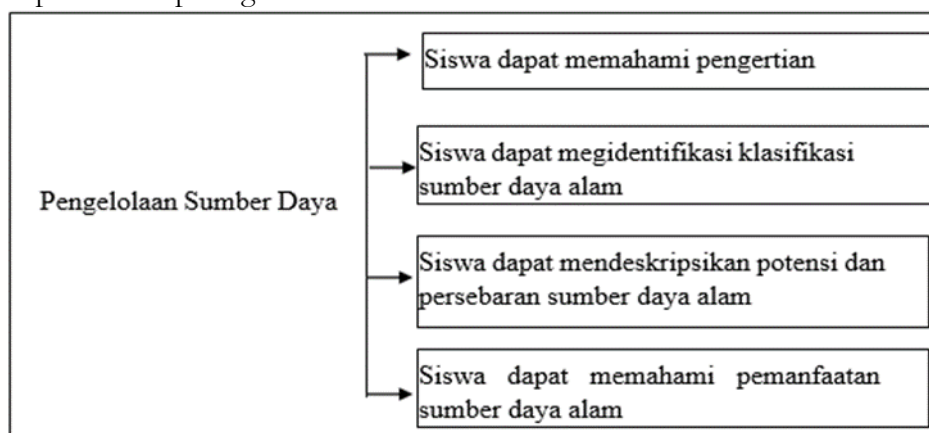 Siswa dapat memahami pengertian
Siswa dapat megidentifikasi klasifikasi
sumber daya alam
Pengelolaan Sumber Daya
Siswa dapat mendeskripsikan potensi dan
persebaran sumber daya alam
Siswa dapat memahami pemanfaatan
sumber daya alam